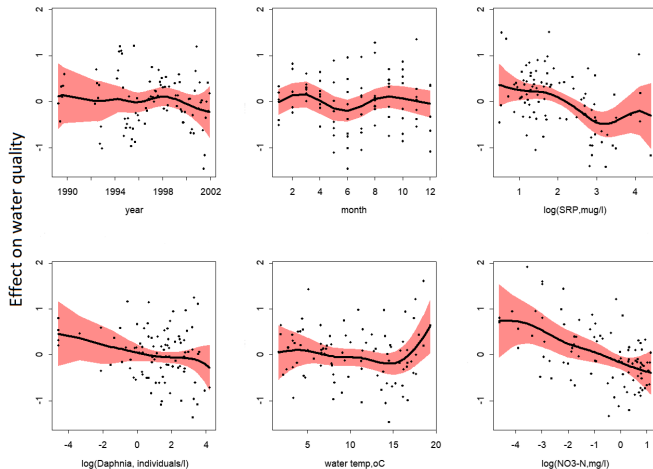 Effect on water quality
2
1
0
-1
1990 1994 1998 2002
year
2
1
0
-1
2 4 6 8 10 12
month
2
1
0
-1
1 2 3 4
log(SRP,mug/l)
2
1
0
-1
-4 -2 0 2 4
log(Daphnia, individuals/l)
2
1
0
-1
5 10 15 20
water temp,oC
2
1
0
-1
-4 -3 -2 -1 0 1
log(NO3-N,mg/l)